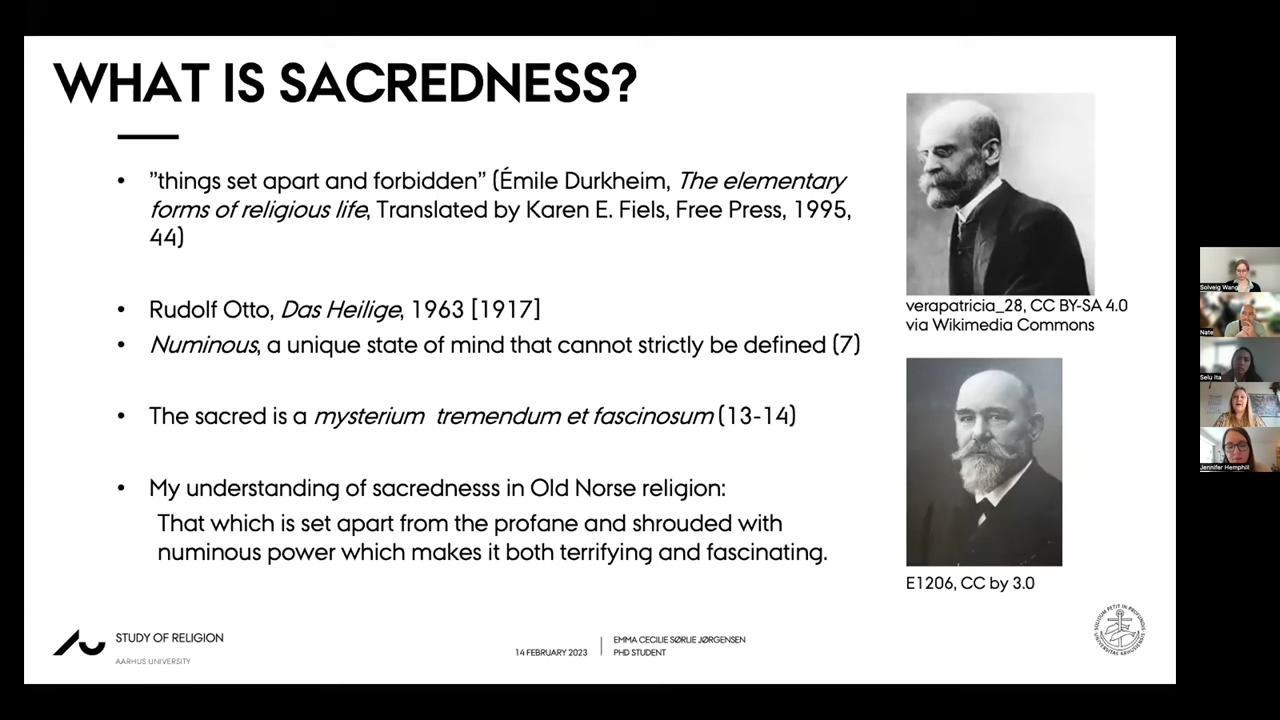 WHAT IS SACREDNESS?
• ”things set apart and forbidden” (Émile Durkheim, The elementary
forms of religious life, Translated by Karen E. Fiels, Free Press, 1995,
44)
• Rudolf Otto, Das Heilige, 1963 [1917]
• Numinous, a unique state of mind that cannot strictly be defined (7)
• The sacred is a mysterium tremendum et fascinosum (13-14)
• My understanding of sacrednesss in Old Norse religion:
That which is set apart from the profane and shrouded with
numinous power which makes it both terrifying and fascinating.
verapatricia_28, CC BY-SA 4.0
via Wikimedia Commons
E1206, CC by 3.0
STUDY OF RELIGION
AARHUS UNIVERSITY
14 FEBRUARY 2023
EMMA CECILIE SØRLIE JØRGENSEN
PHD STUDENT
Solveig Wang
Nate
Selu Ita
Jennifer Hemphill